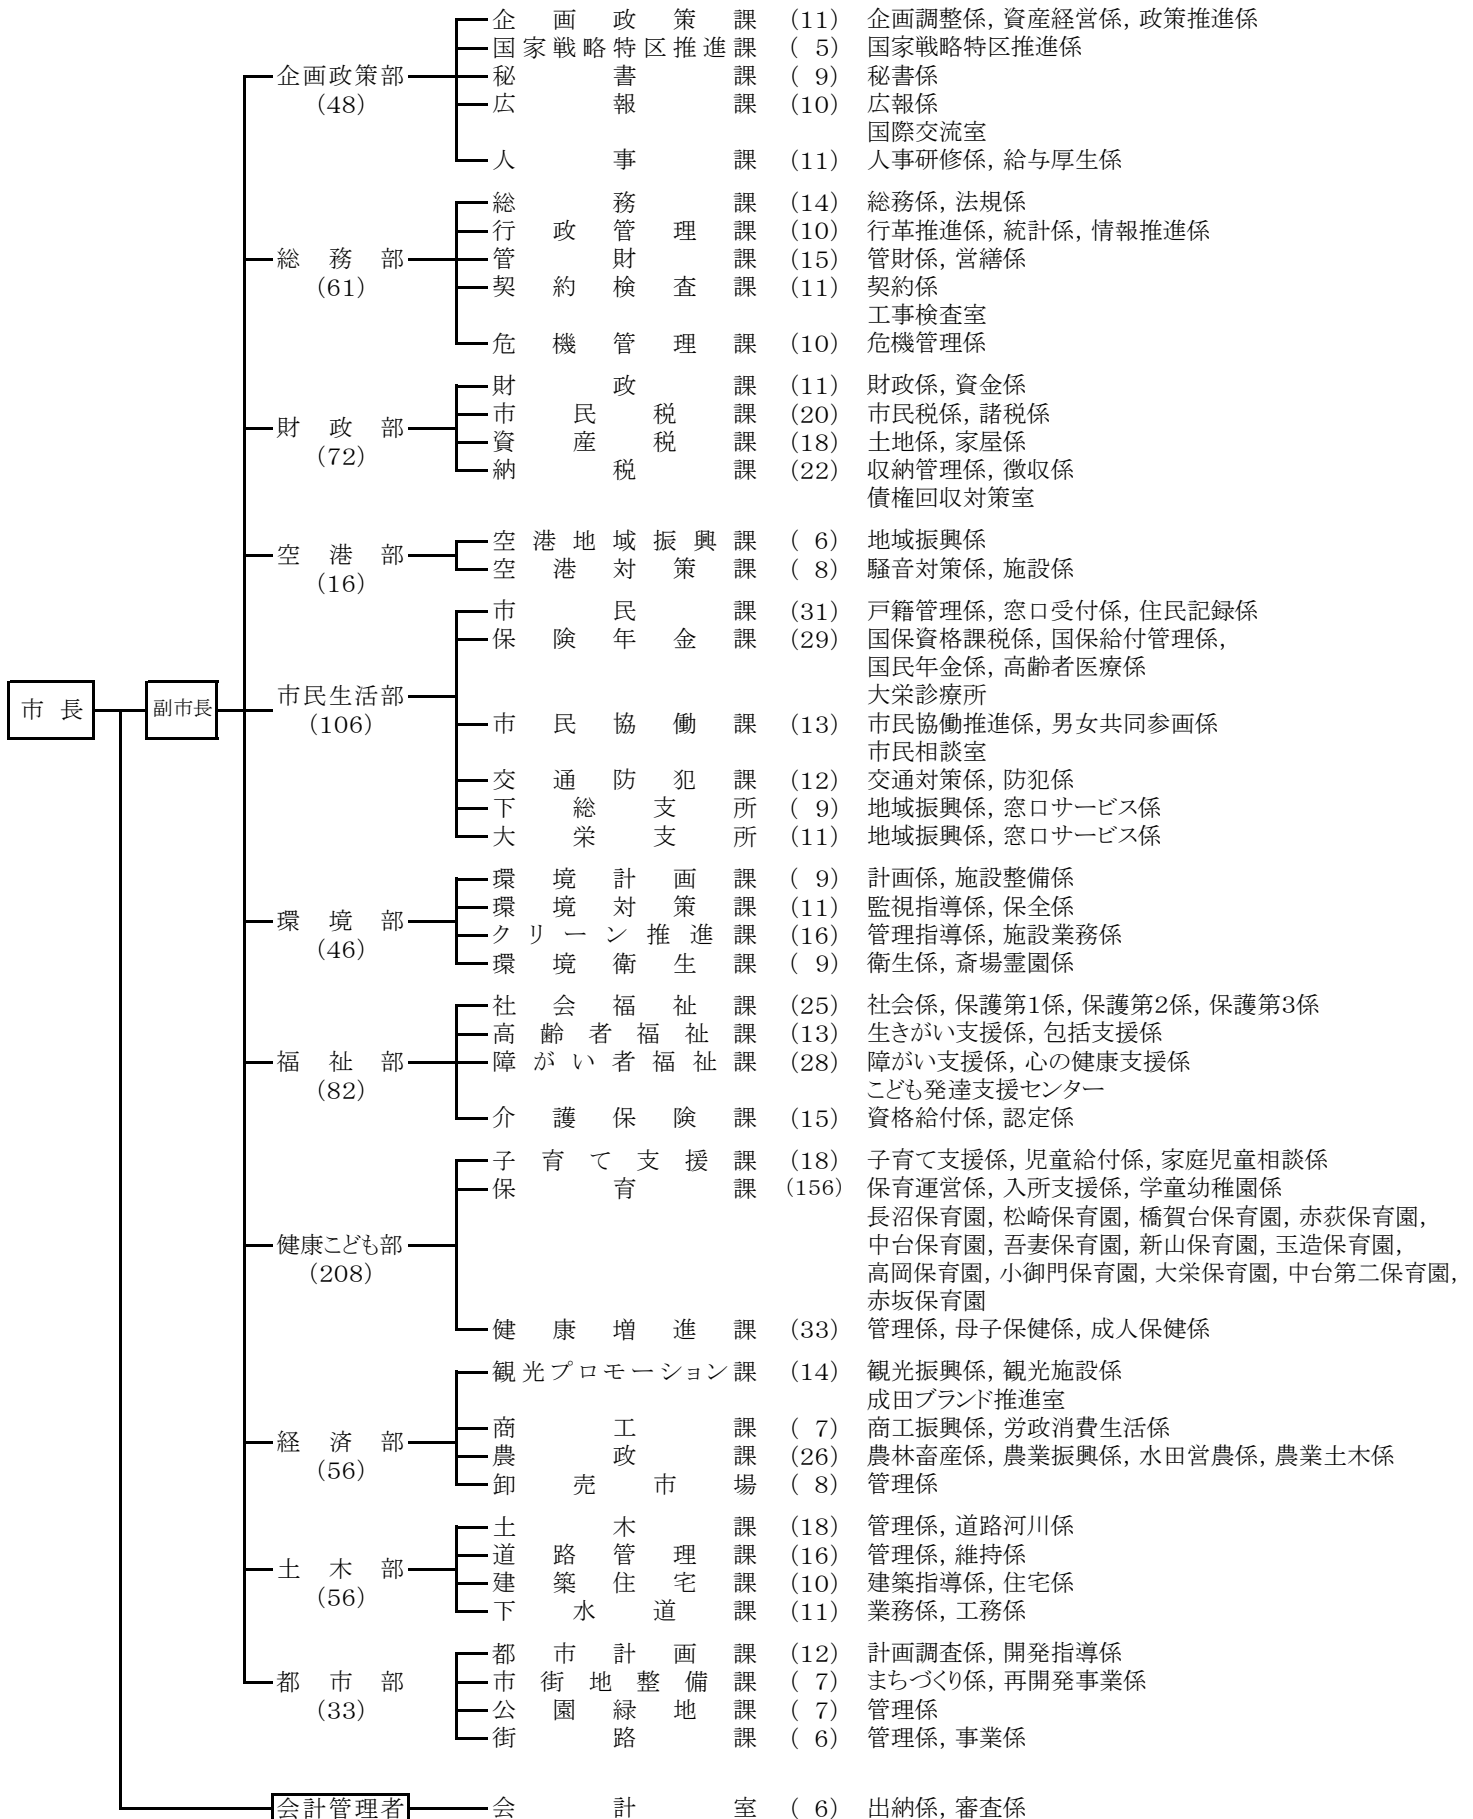 企画政策課 (11) 企画調整係, 資産経営係, 政策推進係
国家戦略特区推進課 ( 5) 国家戦略特区推進係
企画政策部 秘書課 ( 9) 秘書係
(48) 広報課 (10) 広報係
国際交流室
人事課 (11) 人事研修係, 給与厚生係
総務課 (14) 総務係, 法規係
行政管理課 (10) 行革推進係, 統計係, 情報推進係
総務部 管財課 (15) 管財係, 営繕係
(61) 契約検査課 (11) 契約係
工事検査室
危機管理課 (10) 危機管理係
財政課 (11) 財政係, 資金係
市民税課 (20) 市民税係, 諸税係
財政部
資産税課 (18) 土地係, 家屋係
(72) 納税課 (22) 収納管理係, 徴収係
債権回収対策室
空港地域振興課 ( 6) 地域振興係
空港部
空港対策課 ( 8) 騒音対策係, 施設係
(16)
市民課 (31) 戸籍管理係, 窓口受付係, 住民記録係
保険年金課 (29) 国保資格課税係, 国保給付管理係,
国民年金係, 高齢者医療係
市民生活部 大栄診療所
市長 副市長
(106) 市民協働課 (13) 市民協働推進係, 男女共同参画係
市民相談室
交通防犯課 (12) 交通対策係, 防犯係
下総支所 ( 9) 地域振興係, 窓口サービス係
大栄支所 (11) 地域振興係, 窓口サービス係
環境計画課 ( 9) 計画係, 施設整備係
環境対策課 (11) 監視指導係, 保全係
環境部
クリーン推進課 (16) 管理指導係, 施設業務係
(46)
環境衛生課 ( 9) 衛生係, 斎場霊園係
社会福祉課 (25) 社会係, 保護第1係, 保護第2係, 保護第3係
高齢者福祉課 (13) 生きがい支援係, 包括支援係
福祉部 障がい者福祉課 (28) 障がい支援係, 心の健康支援係
(82) こども発達支援センター
介護保険課 (15) 資格給付係, 認定係
子育て支援課 (18) 子育て支援係, 児童給付係, 家庭児童相談係
保育課 (156) 保育運営係, 入所支援係, 学童幼稚園係
長沼保育園, 松崎保育園, 橋賀台保育園, 赤荻保育園,
健康こども部 中台保育園, 吾妻保育園, 新山保育園, 玉造保育園,
(208) 高岡保育園, 小御門保育園, 大栄保育園, 中台第二保育園,
赤坂保育園
健康増進課 (33) 管理係, 母子保健係, 成人保健係
観光プロモーション課 (14) 観光振興係, 観光施設係
成田ブランド推進室
商工課 ( 7) 商工振興係, 労政消費生活係
経済部
農政課 (26) 農林畜産係, 農業振興係, 水田営農係, 農業土木係
(56)
卸売市場 ( 8) 管理係
土木課 (18) 管理係, 道路河川係
道路管理課 (16) 管理係, 維持係
土木部
建築住宅課 (10) 建築指導係, 住宅係
(56)
下水道課 (11) 業務係, 工務係
都市計画課 (12) 計画調査係, 開発指導係
都市部 市街地整備課 ( 7) まちづくり係, 再開発事業係
(33) 公園緑地課 ( 7) 管理係
街路課 ( 6) 管理係, 事業係
会計管理者 会計室 ( 6) 出納係, 審査係